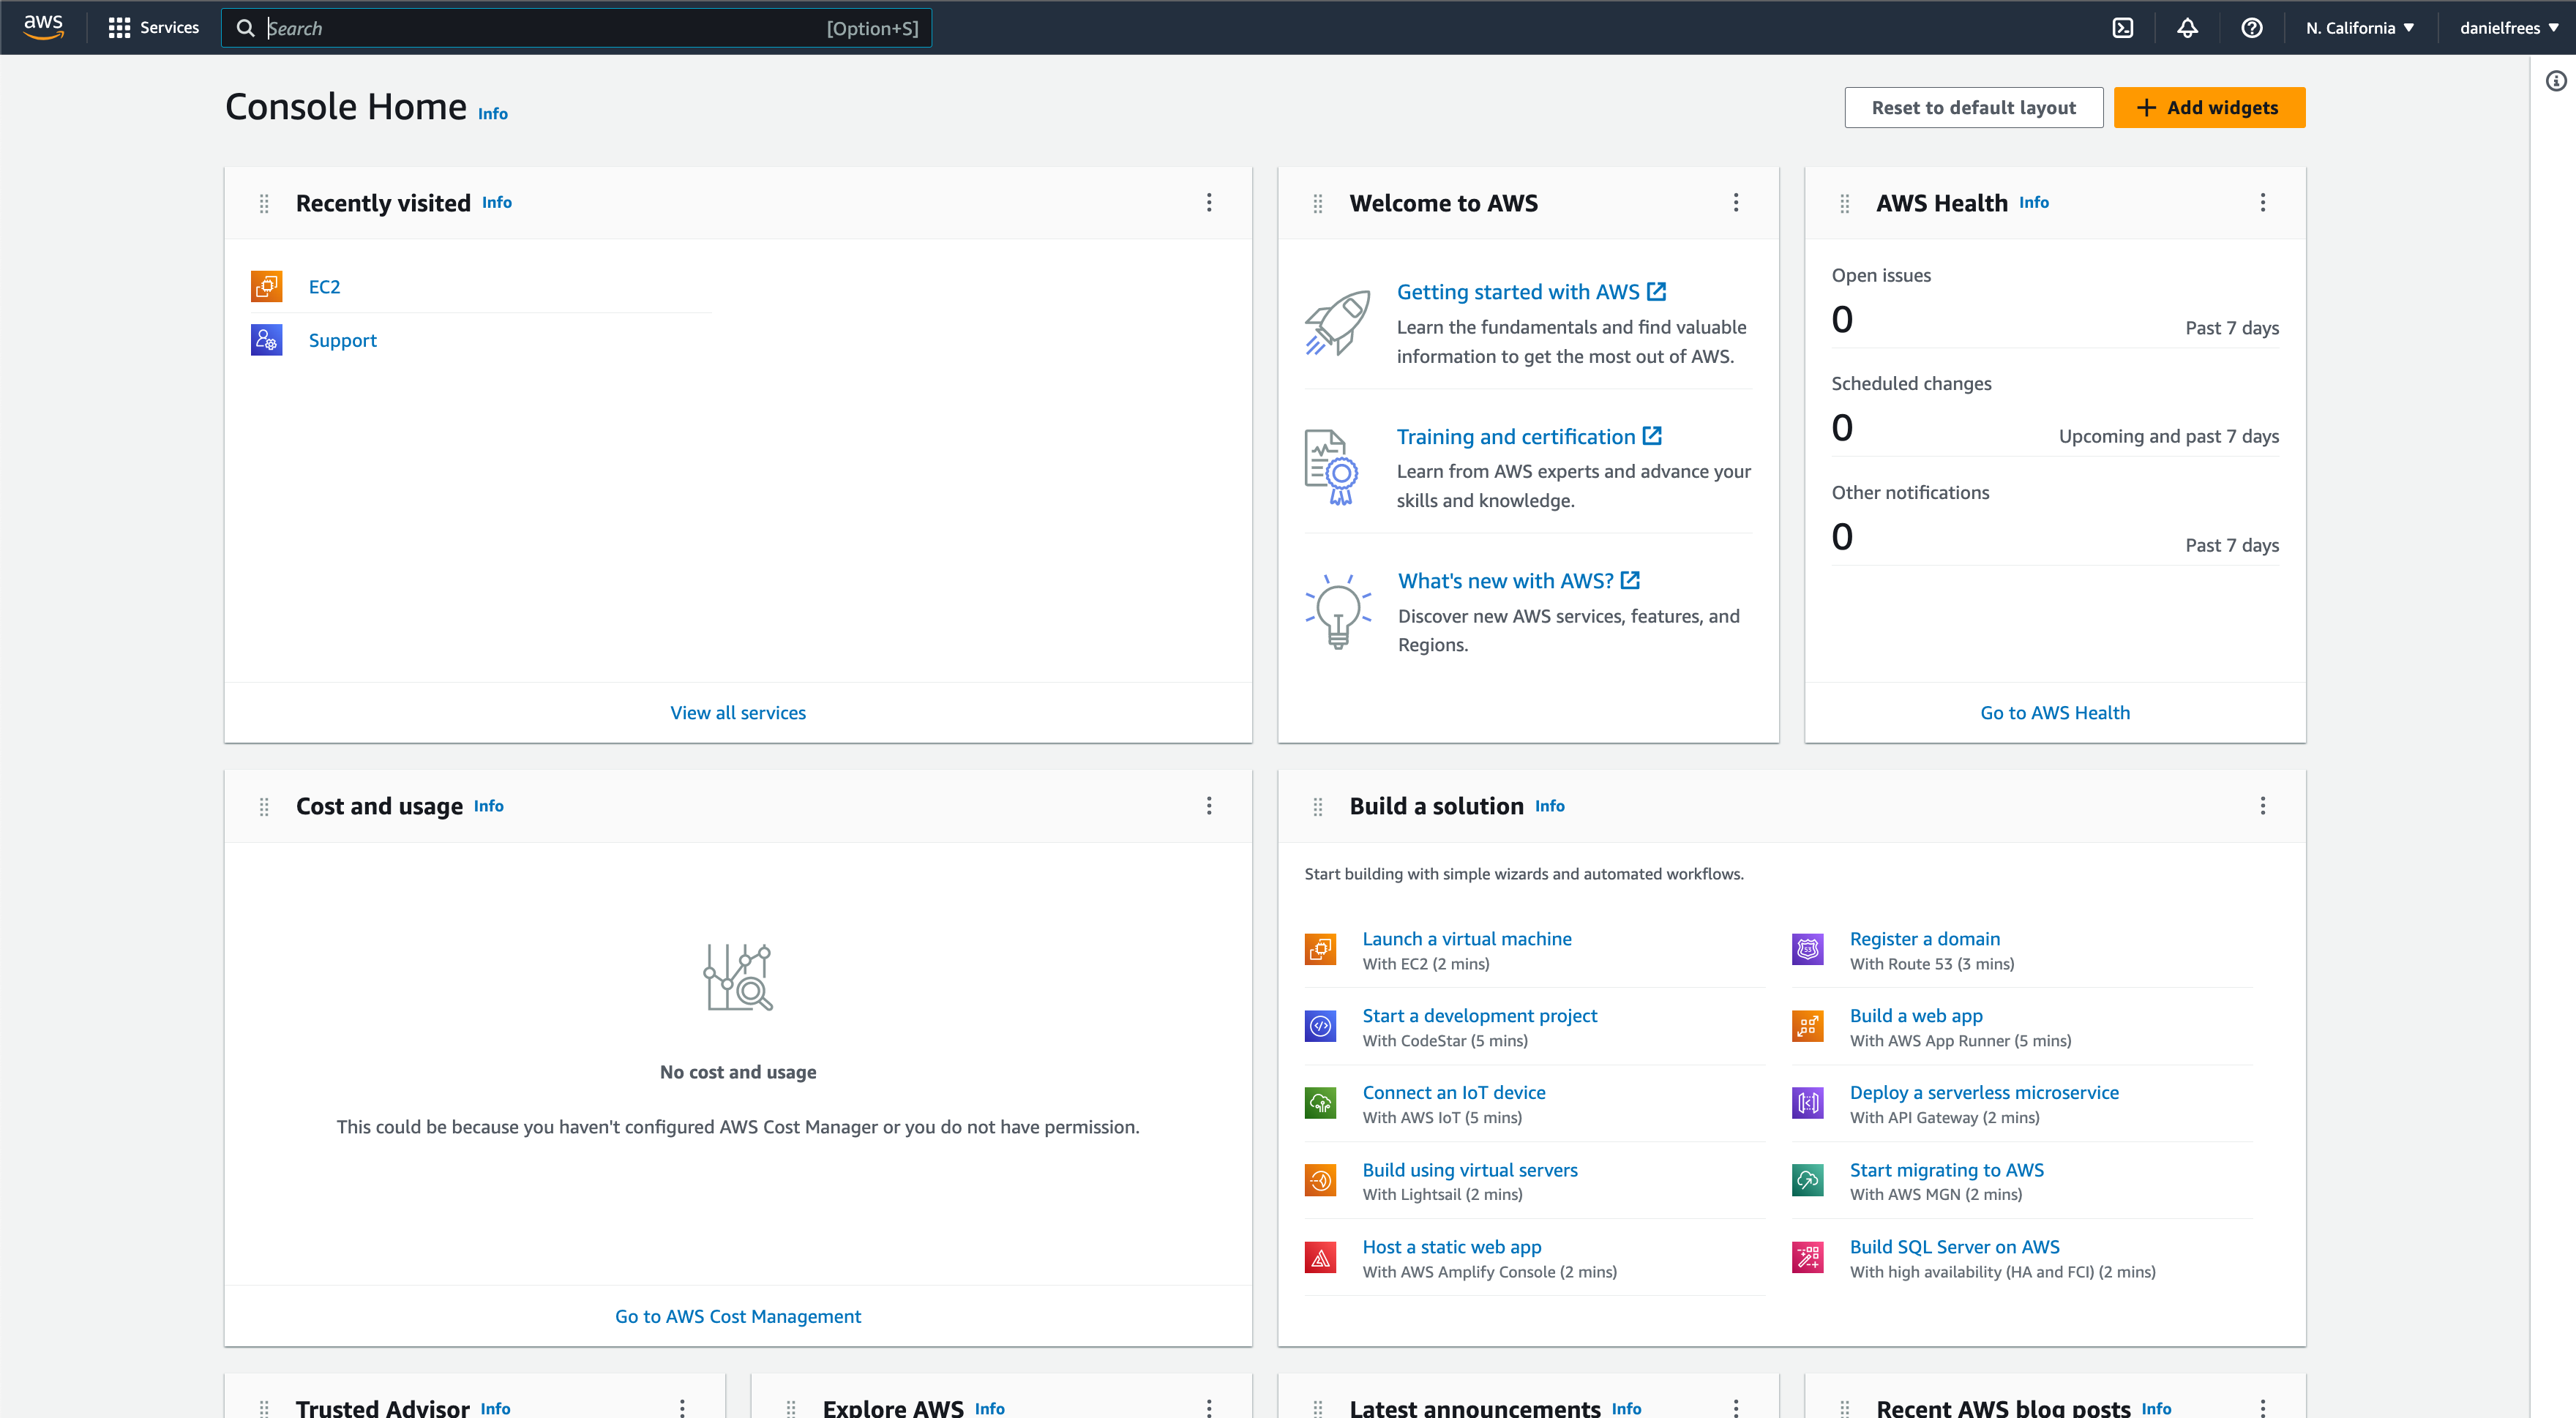 aws
Services
Search
[Option+S]
N. California
danielfrees
Console Home Info
Reset to default layout
Add widgets
Recently visited Info
EC2
Support
View all services
Welcome to AWS
Getting started with AWS
Learn the fundamentals and find valuable
information to get the most out of AWS.
Training and certification
Learn from AWS experts and advance your
skills and knowledge.
What's new with AWS?
Discover new AWS services, features, and
Regions.
AWS Health Info
Open issues
0
Past 7 days
Scheduled changes
0
Upcoming and past 7 days
Other notifications
0
Past 7 days
Go to AWS Health
Cost and usage Info
No cost and usage
This could be because you haven't configured AWS Cost Manager or you do not have permission.
Go to AWS Cost Management
Build a solution Info
Start building with simple wizards and automated workflows.
Launch a virtual machine
With EC2 (2 mins)
Start a development project
With CodeStar (5 mins)
Connect an IoT device
With AWS IoT (5 mins)
Build using virtual servers
With Lightsail (2 mins)
Host a static web app
With AWS Amplify Console (2 mins)
Register a domain
With Route 53 (3 mins)
Build a web app
With AWS App Runner (5 mins)
Deploy a serverless microservice
With API Gateway (2 mins)
Start migrating to AWS
With AWS MGN (2 mins)
Build SQL Server on AWS
With high availability (HA and FCI) (2 mins)
Trusted Advisor Info
Explore AWS Info
Latest announcements Info
Recent AWS blog posts Info